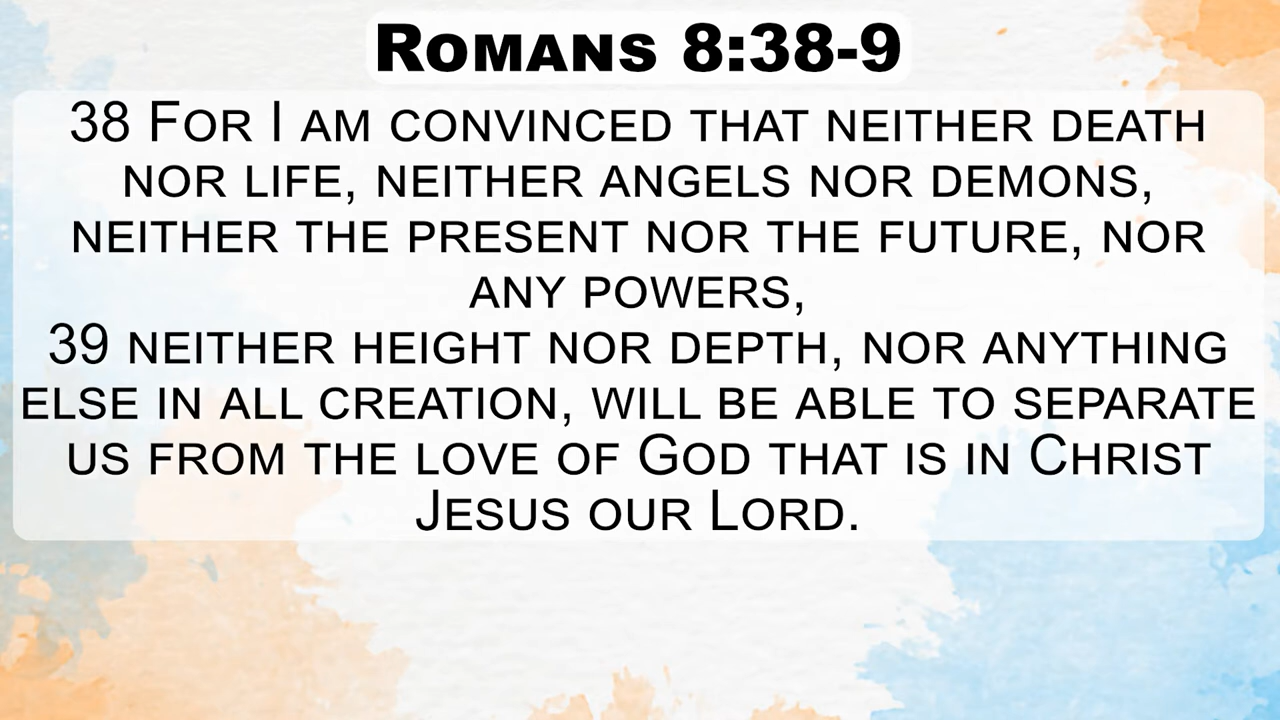 Romans 8:38-9
38 For I am convinced that neither death
nor life, neither angels nor demons,
neither the present nor the future, nor
any powers,
39 neither height nor depth, nor anything
else in all creation, will be able to separate
us from the love of God that is in Christ
Jesus our Lord.